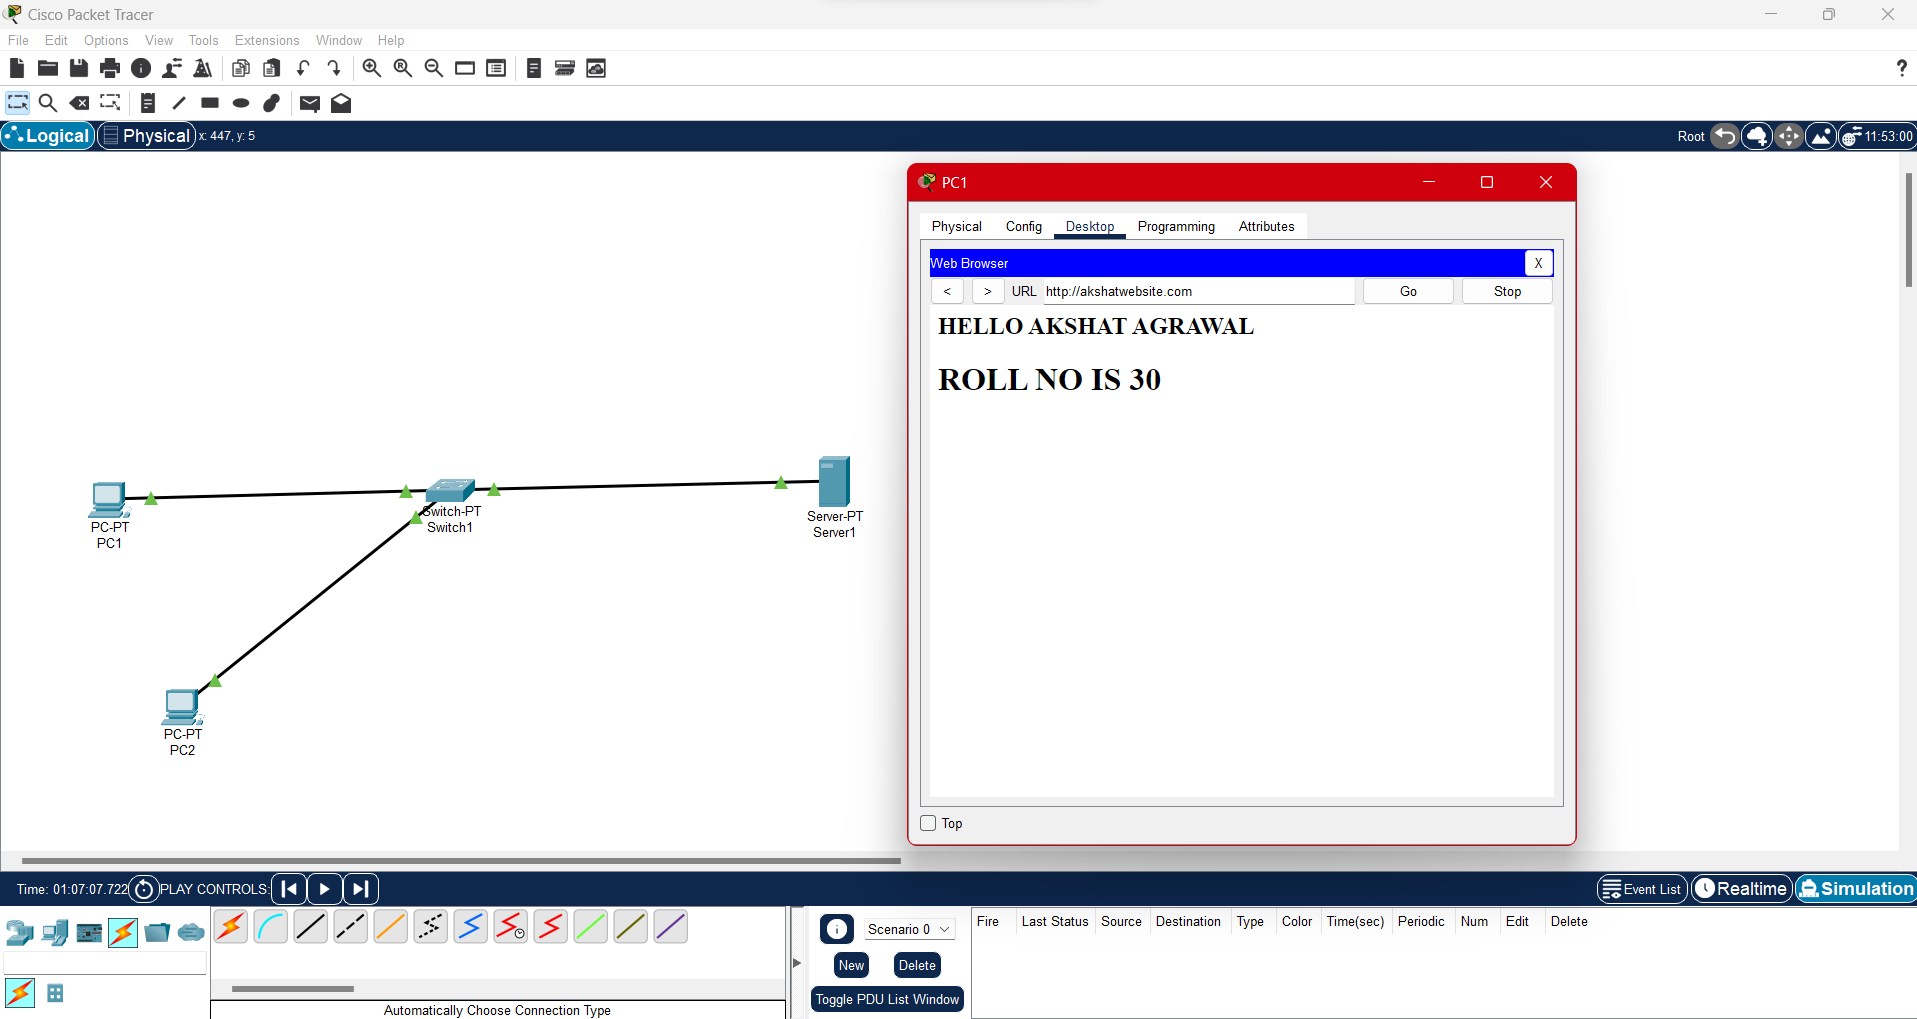 Cisco Packet Tracer
File Edit Options View Tools Extensions Window Help
?
Logical Physical x: 447, y: 5 Root 11:53:00
PC1
Physical Config Desktop Programming Attributes
Web Browser X
< > URL http://akshatwebsite.com Go Stop
HELLO AKSHAT AGRAWAL
ROLL NO IS 30
Top
PC-PT
PC1
Switch-PT
Switch1
Server-PT
Server1
PC-PT
PC2
Time: 01:07:07.722 PLAY CONTROLS: Event List Realtime Simulation
Scenario 0
New Delete
Toggle PDU List Window
Fire Last Status Source Destination Type Color Time(sec) Periodic Num Edit Delete
Automatically Choose Connection Type